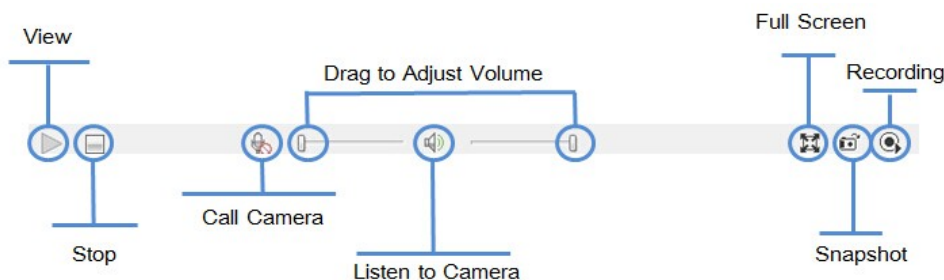 View
Full Screen
Drag to Adjust Volume
Recording
Call Camera
Stop
Listen to Camera
Snapshot